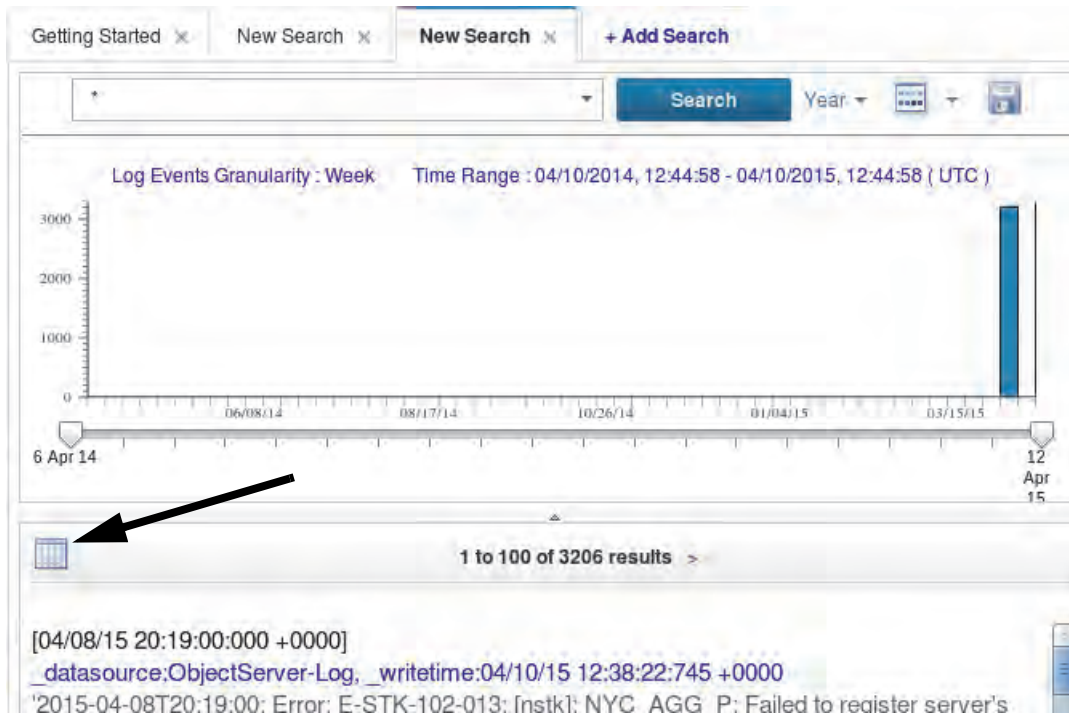 Getting Started ×
New Search ×
New Search ×
+ Add Search
*
Search
Year
Log Events Granularity : Week
Time Range : 04/10/2014, 12:44:58 - 04/10/2015, 12:44:58 ( UTC )
3000
2000
1000
0
06/08/14
08/17/14
10/26/14
01/04/15
03/15/15
6 Apr 14
12
Apr
15
1 to 100 of 3206 results >
[04/08/15 20:19:00:000 +0000]
_datasource:ObjectServer-Log, _writetime:04/10/15 12:38:22:745 +0000
'2015-04-08T20:19:00: Error: E-STK-102-013: [nstk]: NYC_AGG_P: Failed to register server's